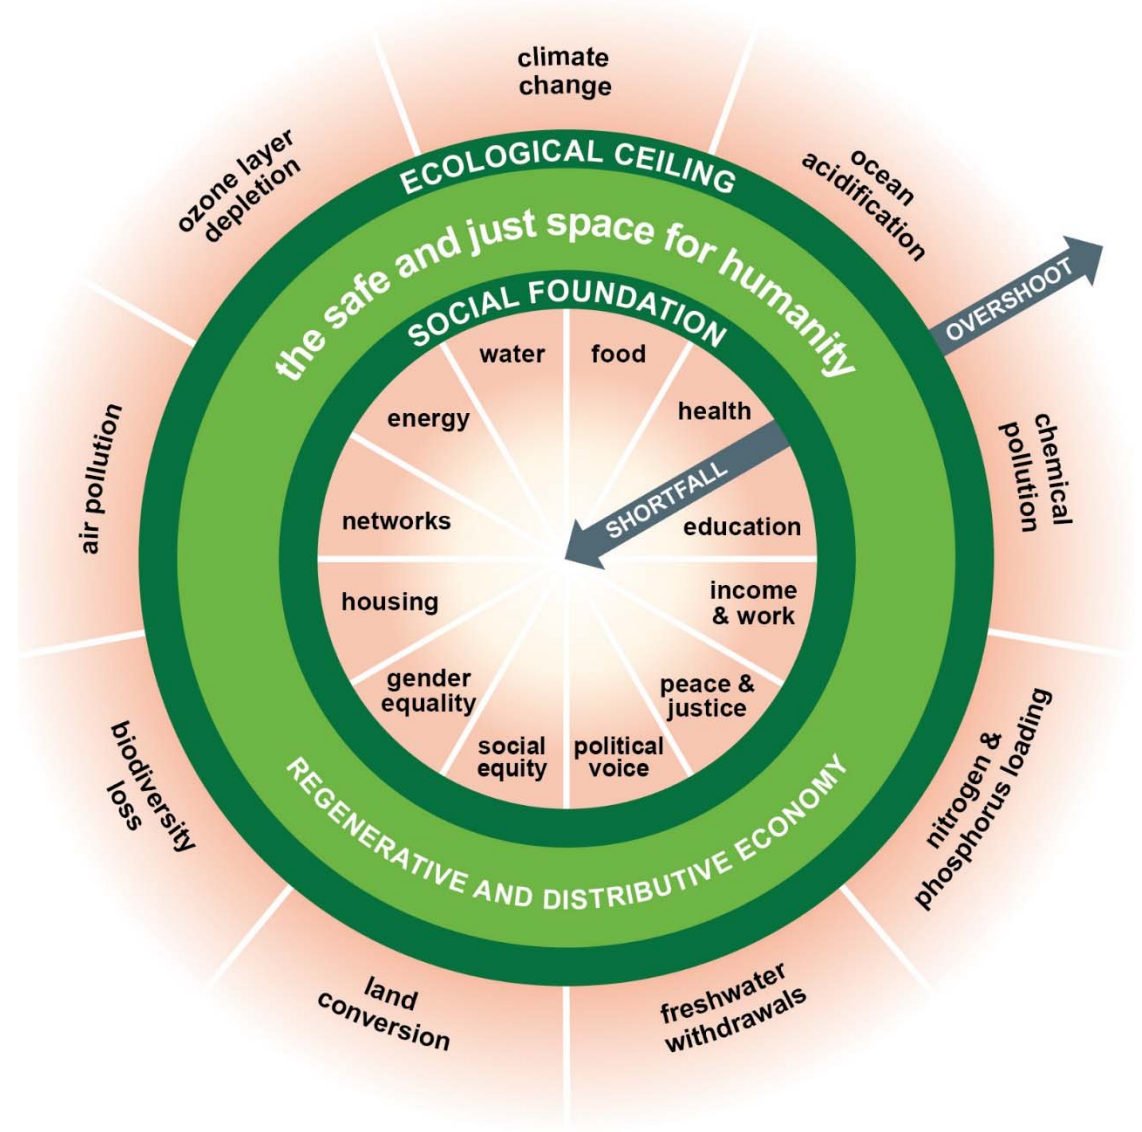 climate
change
ocean
acidification
OVERSHOOT
chemical
pollution
nitrogen &
phosphorus loading
freshwater
withdrawals
land
conversion
biodiversity
loss
air pollution
ozone layer
depletion
ECOLOGICAL CEILING
the safe and just space for humanity
SOCIAL FOUNDATION
water
food
health
SHORTFALL
education
income
& work
peace &
justice
political
voice
social
equity
gender
equality
housing
networks
energy
REGENERATIVE AND DISTRIBUTIVE ECONOMY